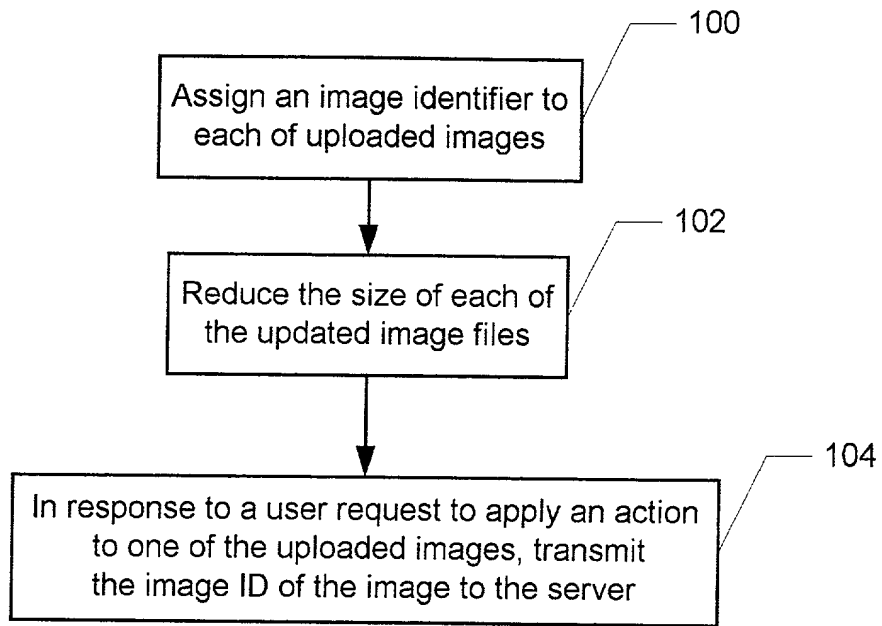 100
Assign an image identifier to
each of uploaded images
102
Reduce the size of each of
the updated image files
104
In response to a user request to apply an action
to one of the uploaded images, transmit
the image ID of the image to the server